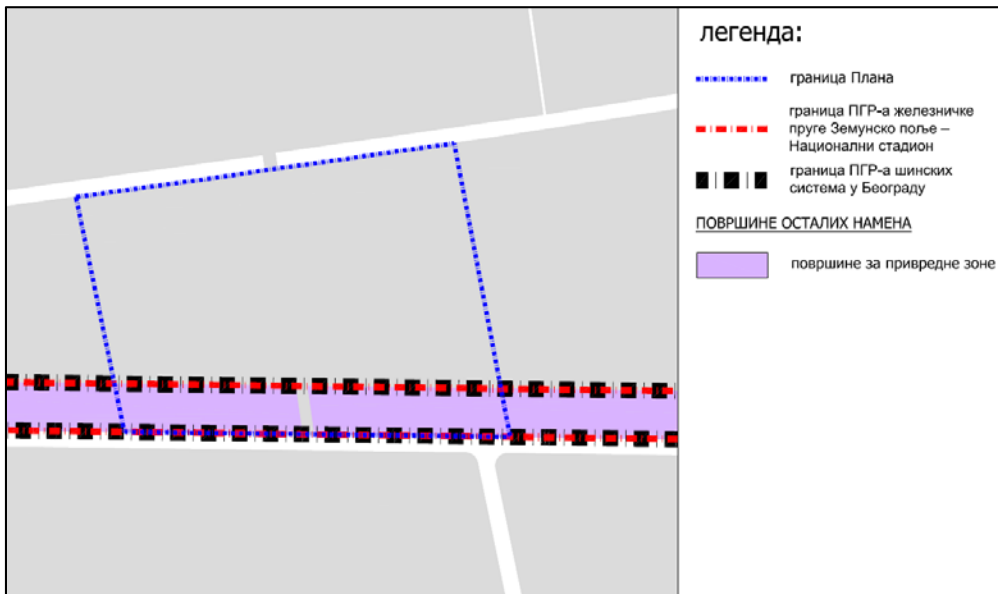 легенда:
граница Плана
граница ПГР-а железничке
пруге Земунско поље –
Национални стадион
граница ПГР-а шинских
система у Београду
ПОВРШИНЕ ОСТАЛИХ НАМЕНА
површине за привредне зоне